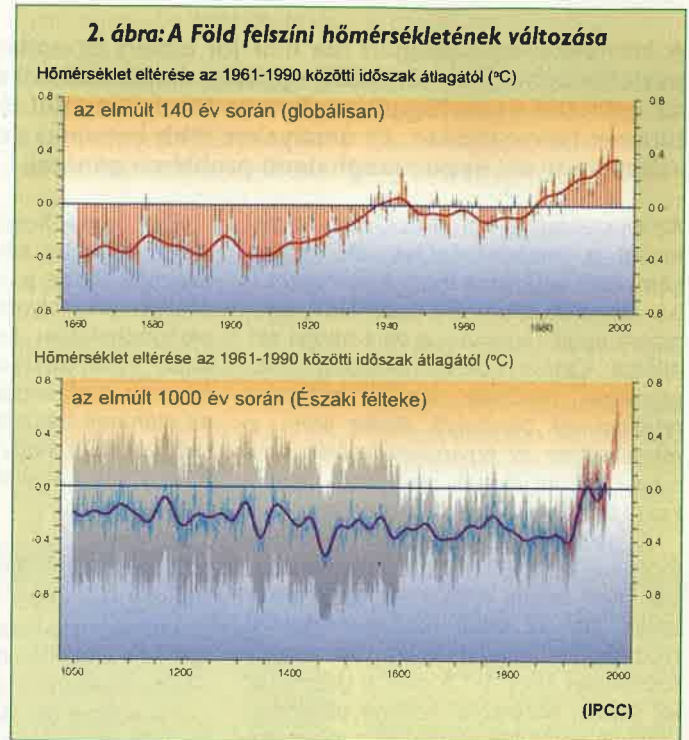 2. ábra: A Föld felszíni hőmérsékletének változása
Hőmérséklet eltérése az 1961-1990 közötti időszak átlagától (ºC)
0.8 0.8
az elmúlt 140 év során (globálisan)
0.4 0.4
0.0 0.0
-0.4 -0.4
-0.8 -0.8
1860 1880 1900 1920 1940 1960 1980 2000
Hőmérséklet eltérése az 1961-1990 közötti időszak átlagától (ºC)
0.8 0.8
az elmúlt 1000 év során (Északi félteke)
0.4 0.4
0.0 0.0
-0.4 -0.4
-0.8 -0.8
1050 1200 1400 1600 1800 2000
(IPCC)